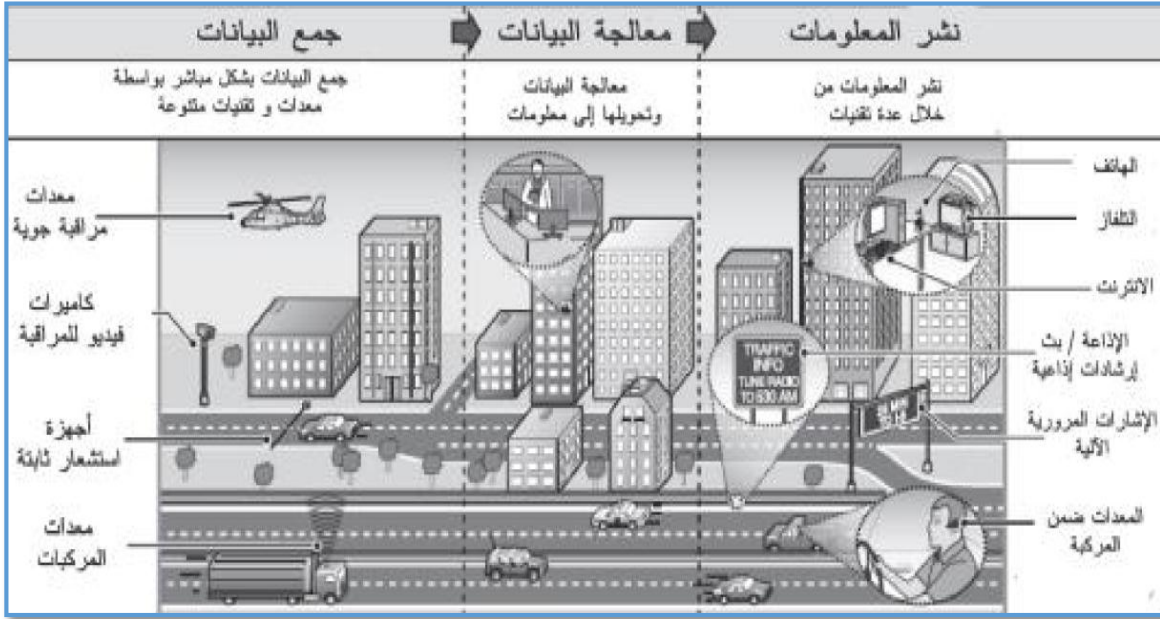 جمع البيانات
معالجة البيانات
نشر المعلومات
جمع البيانات بشكل مباشر بواسطة
معدات و تقنيات متنوعة
معالجة البيانات
وتحويلها إلى معلومات
نشر المعلومات من
خلال عدة تقنيات
معدات
مراقبة جوية
كاميرات
فيديو للمراقبة
أجهزة
استشعار ثابتة
معدات
المركبات
الهاتف
التلفاز
الانترنت
الإذاعة / بث
إرشادات إذاعية
الإشارات المرورية
الآلية
المعدات ضمن
المركبة
TRAFFIC
INFO
TUNE RADIO
TO 530 AM